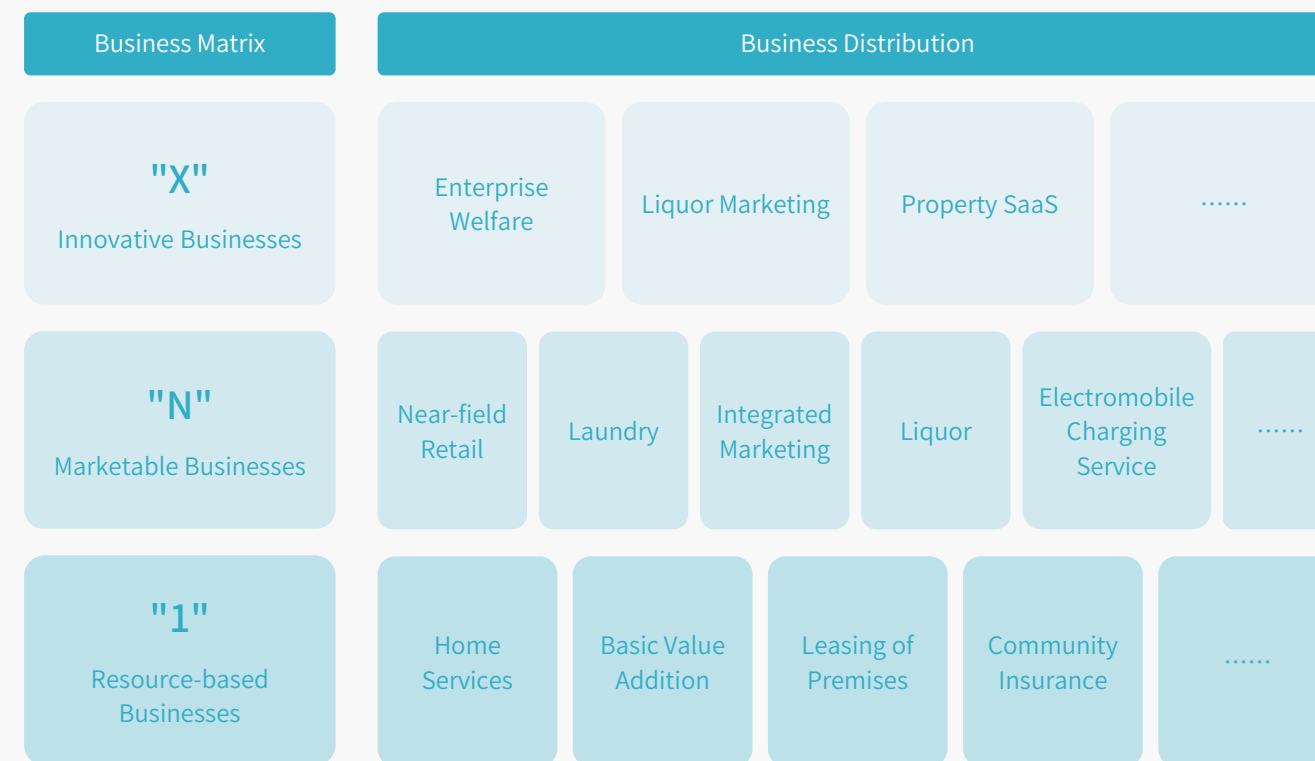 Business Matrix
Business Distribution
"X"
Innovative Businesses
Enterprise
Welfare
Liquor Marketing
Property SaaS
......
"N"
Marketable Businesses
Near-field
Retail
Laundry
Integrated
Marketing
Liquor
Electromobile
Charging
Service
......
"1"
Resource-based
Businesses
Home
Services
Basic Value
Addition
Leasing of
Premises
Community
Insurance
......